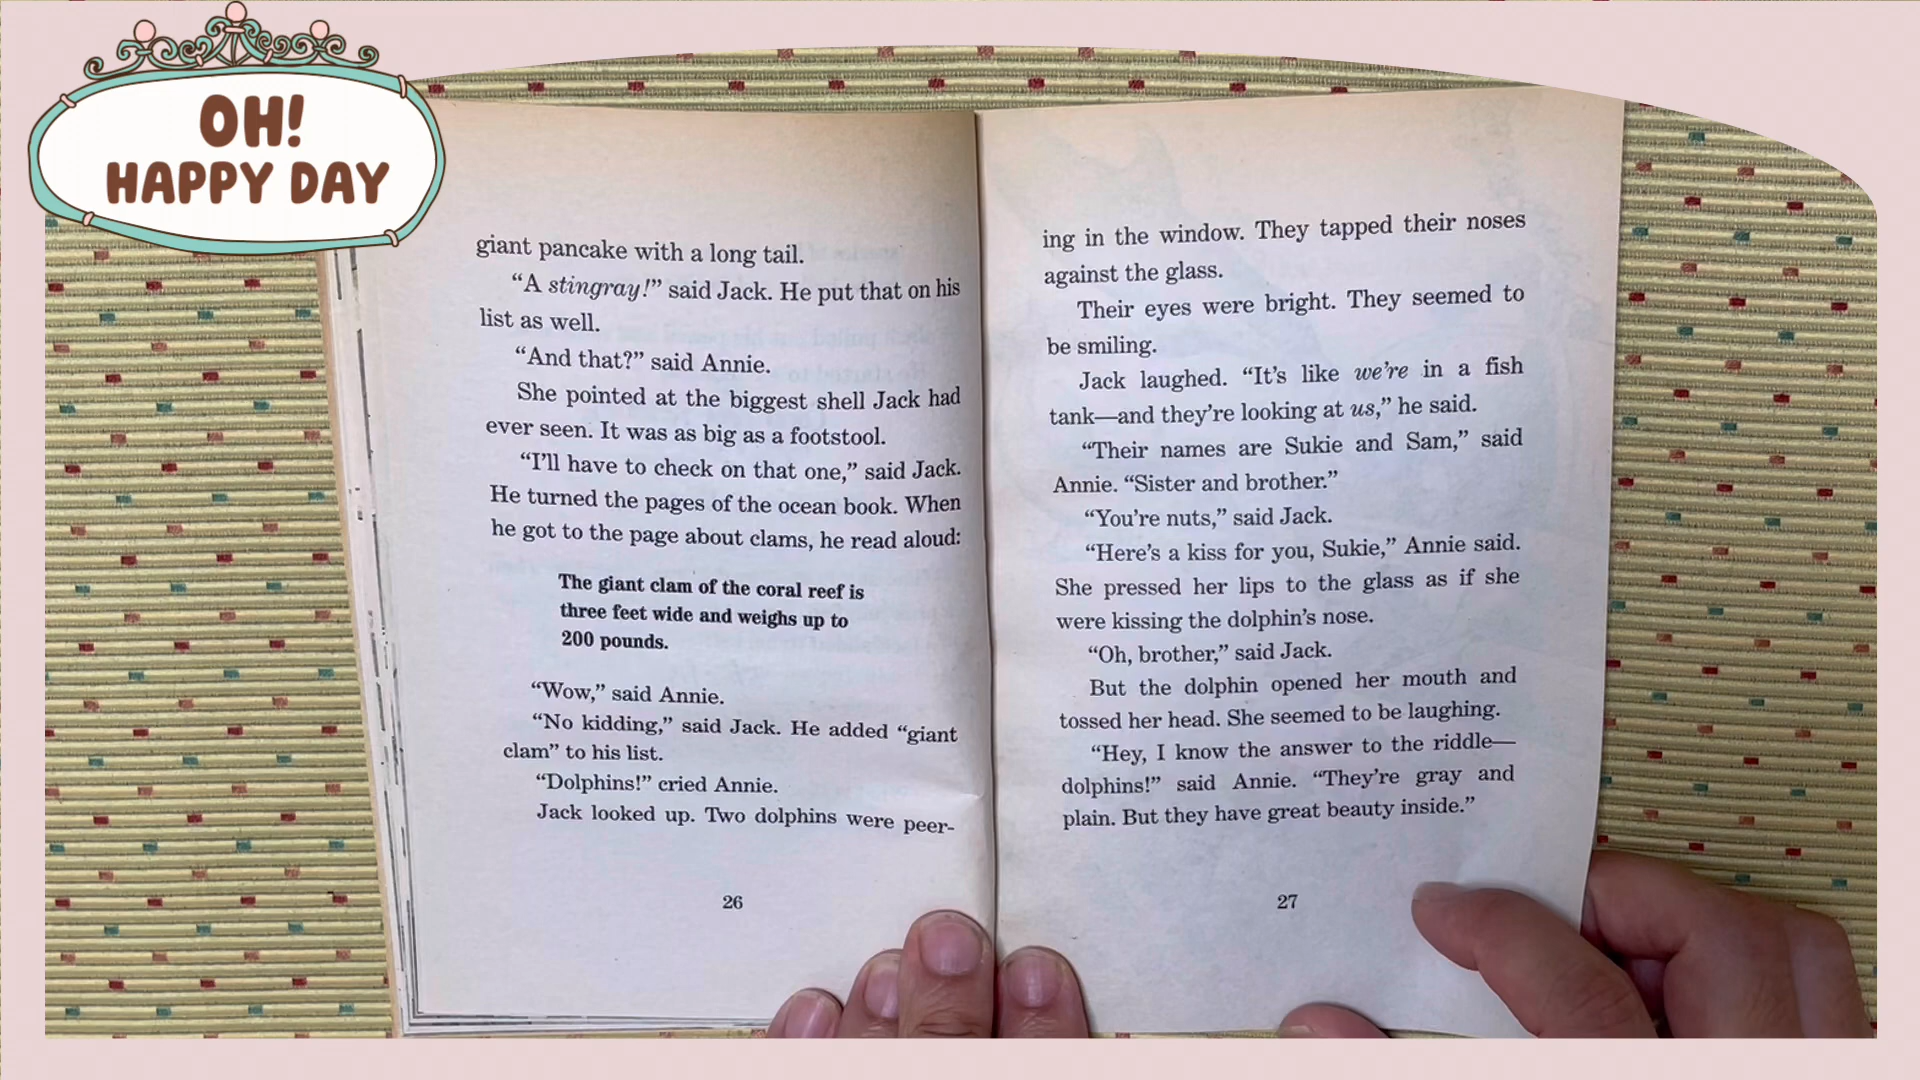 OH!
HAPPY DAY
giant pancake with a long tail.
“A stingray!” said Jack. He put that on his
list as well.
“And that?” said Annie.
She pointed at the biggest shell Jack had
ever seen. It was as big as a footstool.
“I’ll have to check on that one,” said Jack.
He turned the pages of the ocean book. When
he got to the page about clams, he read aloud:
The giant clam of the coral reef is
three feet wide and weighs up to
200 pounds.
“Wow,” said Annie.
“No kidding,” said Jack. He added “giant
clam” to his list.
“Dolphins!” cried Annie.
Jack looked up. Two dolphins were peer-
26
ing in the window. They tapped their noses
against the glass.
Their eyes were bright. They seemed to
be smiling.
Jack laughed. “It’s like we’re in a fish
tank—and they’re looking at us,” he said.
“Their names are Sukie and Sam,” said
Annie. “Sister and brother.”
“You’re nuts,” said Jack.
“Here’s a kiss for you, Sukie,” Annie said.
She pressed her lips to the glass as if she
were kissing the dolphin’s nose.
“Oh, brother,” said Jack.
But the dolphin opened her mouth and
tossed her head. She seemed to be laughing.
“Hey, I know the answer to the riddle—
dolphins!” said Annie. “They’re gray and
plain. But they have great beauty inside.”
27